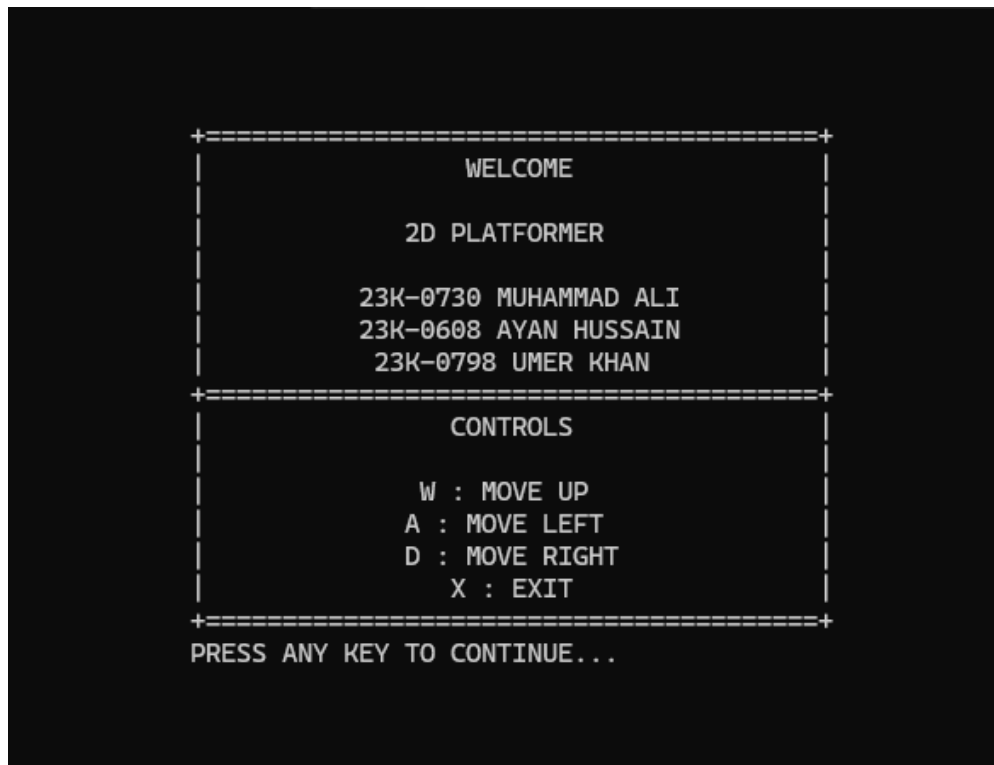 +========================================+
| WELCOME |
| |
| 2D PLATFORMER |
| |
| 23K-0730 MUHAMMAD ALI |
| 23K-0608 AYAN HUSSAIN |
| 23K-0798 UMER KHAN |
+========================================+
| CONTROLS |
| |
| W : MOVE UP |
| A : MOVE LEFT |
| D : MOVE RIGHT |
| X : EXIT |
+========================================+
PRESS ANY KEY TO CONTINUE...